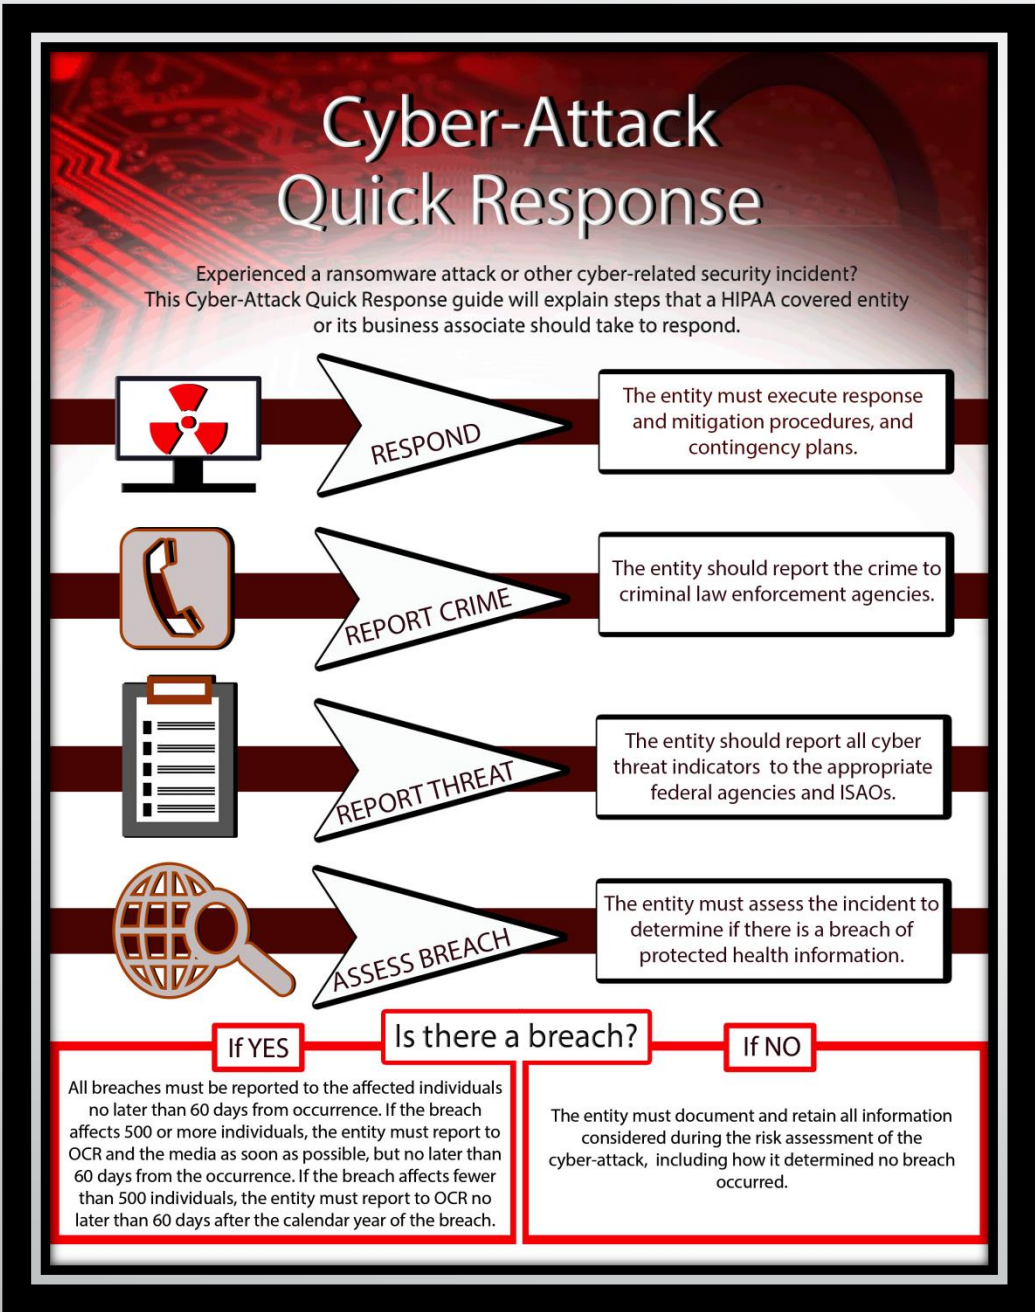 Cyber-Attack
Quick Response
Experienced a ransomware attack or other cyber-related security incident?
This Cyber-Attack Quick Response guide will explain steps that a HIPAA covered entity
or its business associate should take to respond.
RESPOND
The entity must execute response
and mitigation procedures, and
contingency plans.
REPORT CRIME
The entity should report the crime to
criminal law enforcement agencies.
REPORT THREAT
The entity should report all cyber
threat indicators to the appropriate
federal agencies and ISAOs.
ASSESS BREACH
The entity must assess the incident to
determine if there is a breach of
protected health information.
Is there a breach?
If YES
All breaches must be reported to the affected individuals
no later than 60 days from occurrence. If the breach
affects 500 or more individuals, the entity must report to
OCR and the media as soon as possible, but no later than
60 days from the occurrence. If the breach affects fewer
than 500 individuals, the entity must report to OCR no
later than 60 days after the calendar year of the breach.
If NO
The entity must document and retain all information
considered during the risk assessment of the
cyber-attack, including how it determined no breach
occurred.